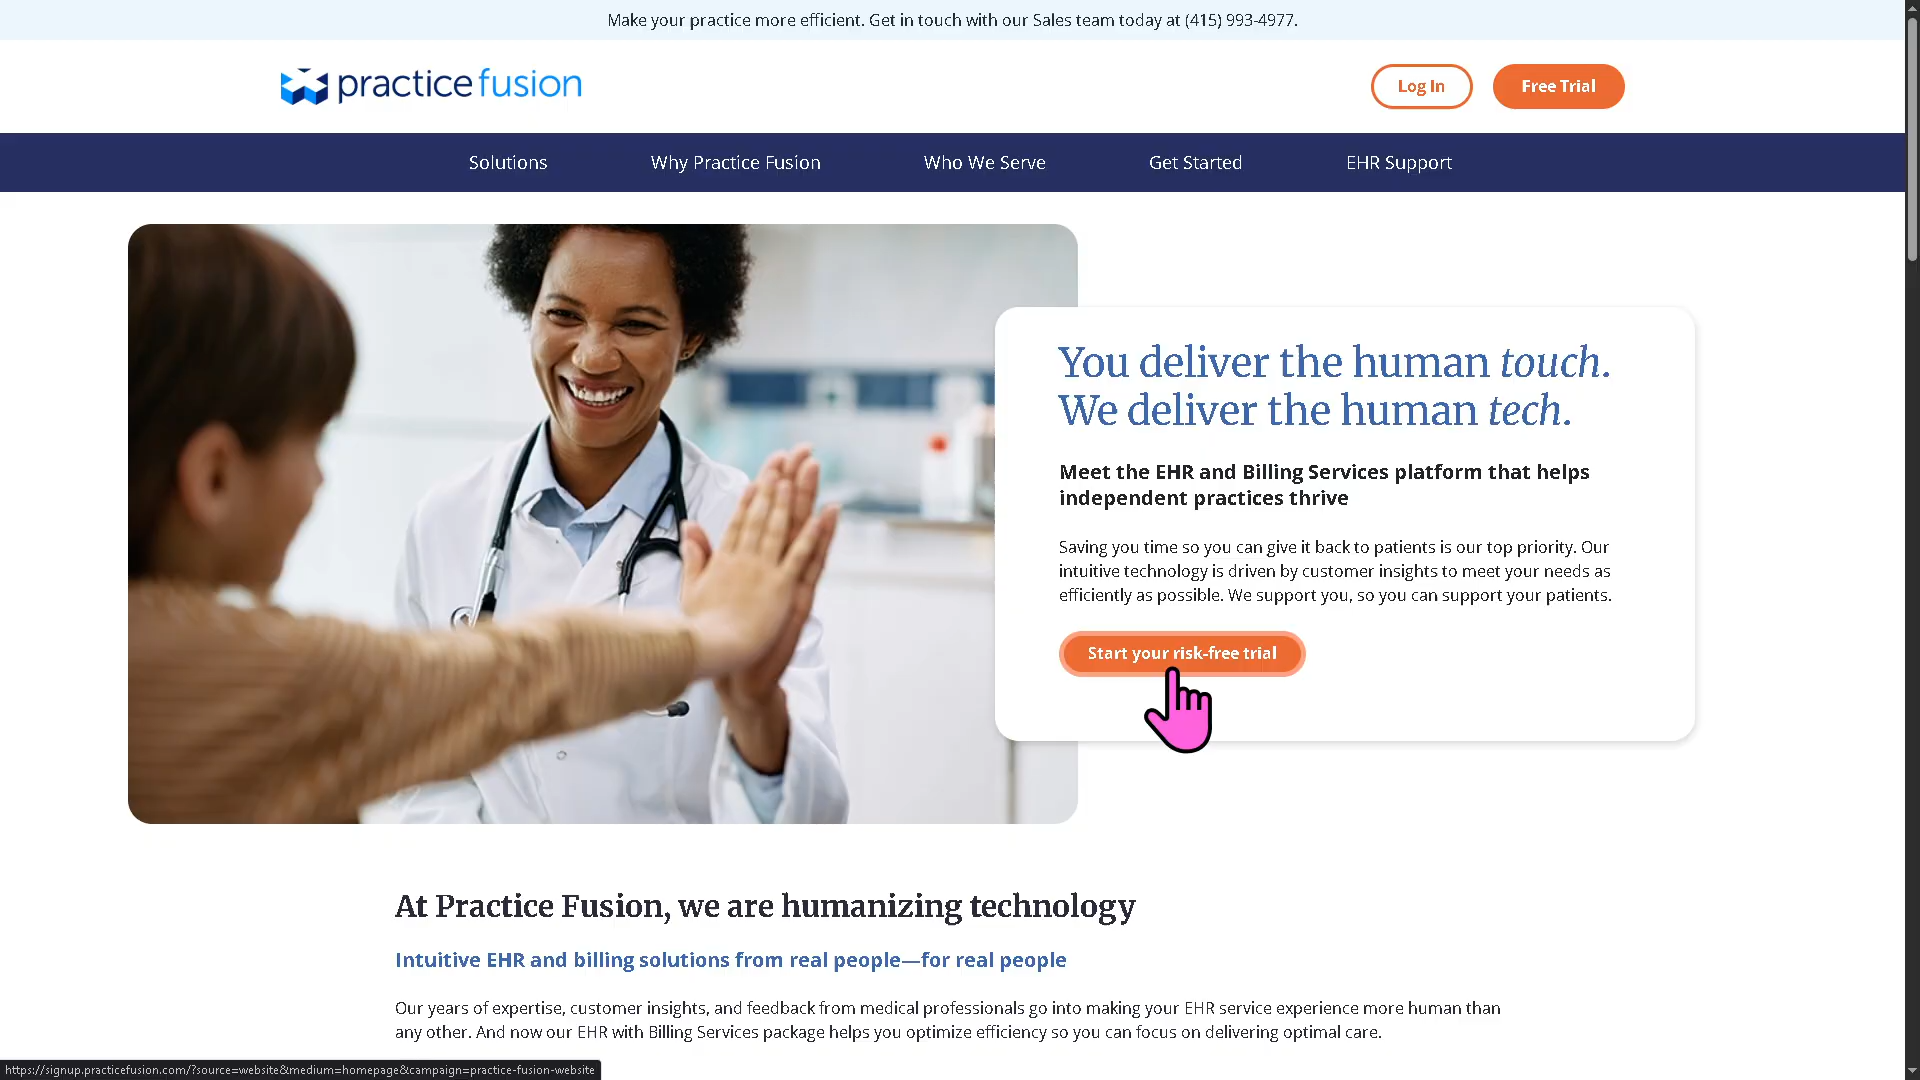 Make your practice more efficient. Get in touch with our Sales team today at (415) 993-4977.
practice fusion
Log In
Free Trial
Solutions
Why Practice Fusion
Who We Serve
Get Started
EHR Support
You deliver the human touch.
We deliver the human tech.
Meet the EHR and Billing Services platform that helps
independent practices thrive
Saving you time so you can give it back to patients is our top priority. Our
intuitive technology is driven by customer insights to meet your needs as
efficiently as possible. We support you, so you can support your patients.
Start your risk-free trial
At Practice Fusion, we are humanizing technology
Intuitive EHR and billing solutions from real people—for real people
Our years of expertise, customer insights, and feedback from medical professionals go into making your EHR service experience more human than
any other. And now our EHR with Billing Services package helps you optimize efficiency so you can focus on delivering optimal care.
https://signup.practicefusion.com/?source=website&medium=homepage&campaign=practice-fusion-website